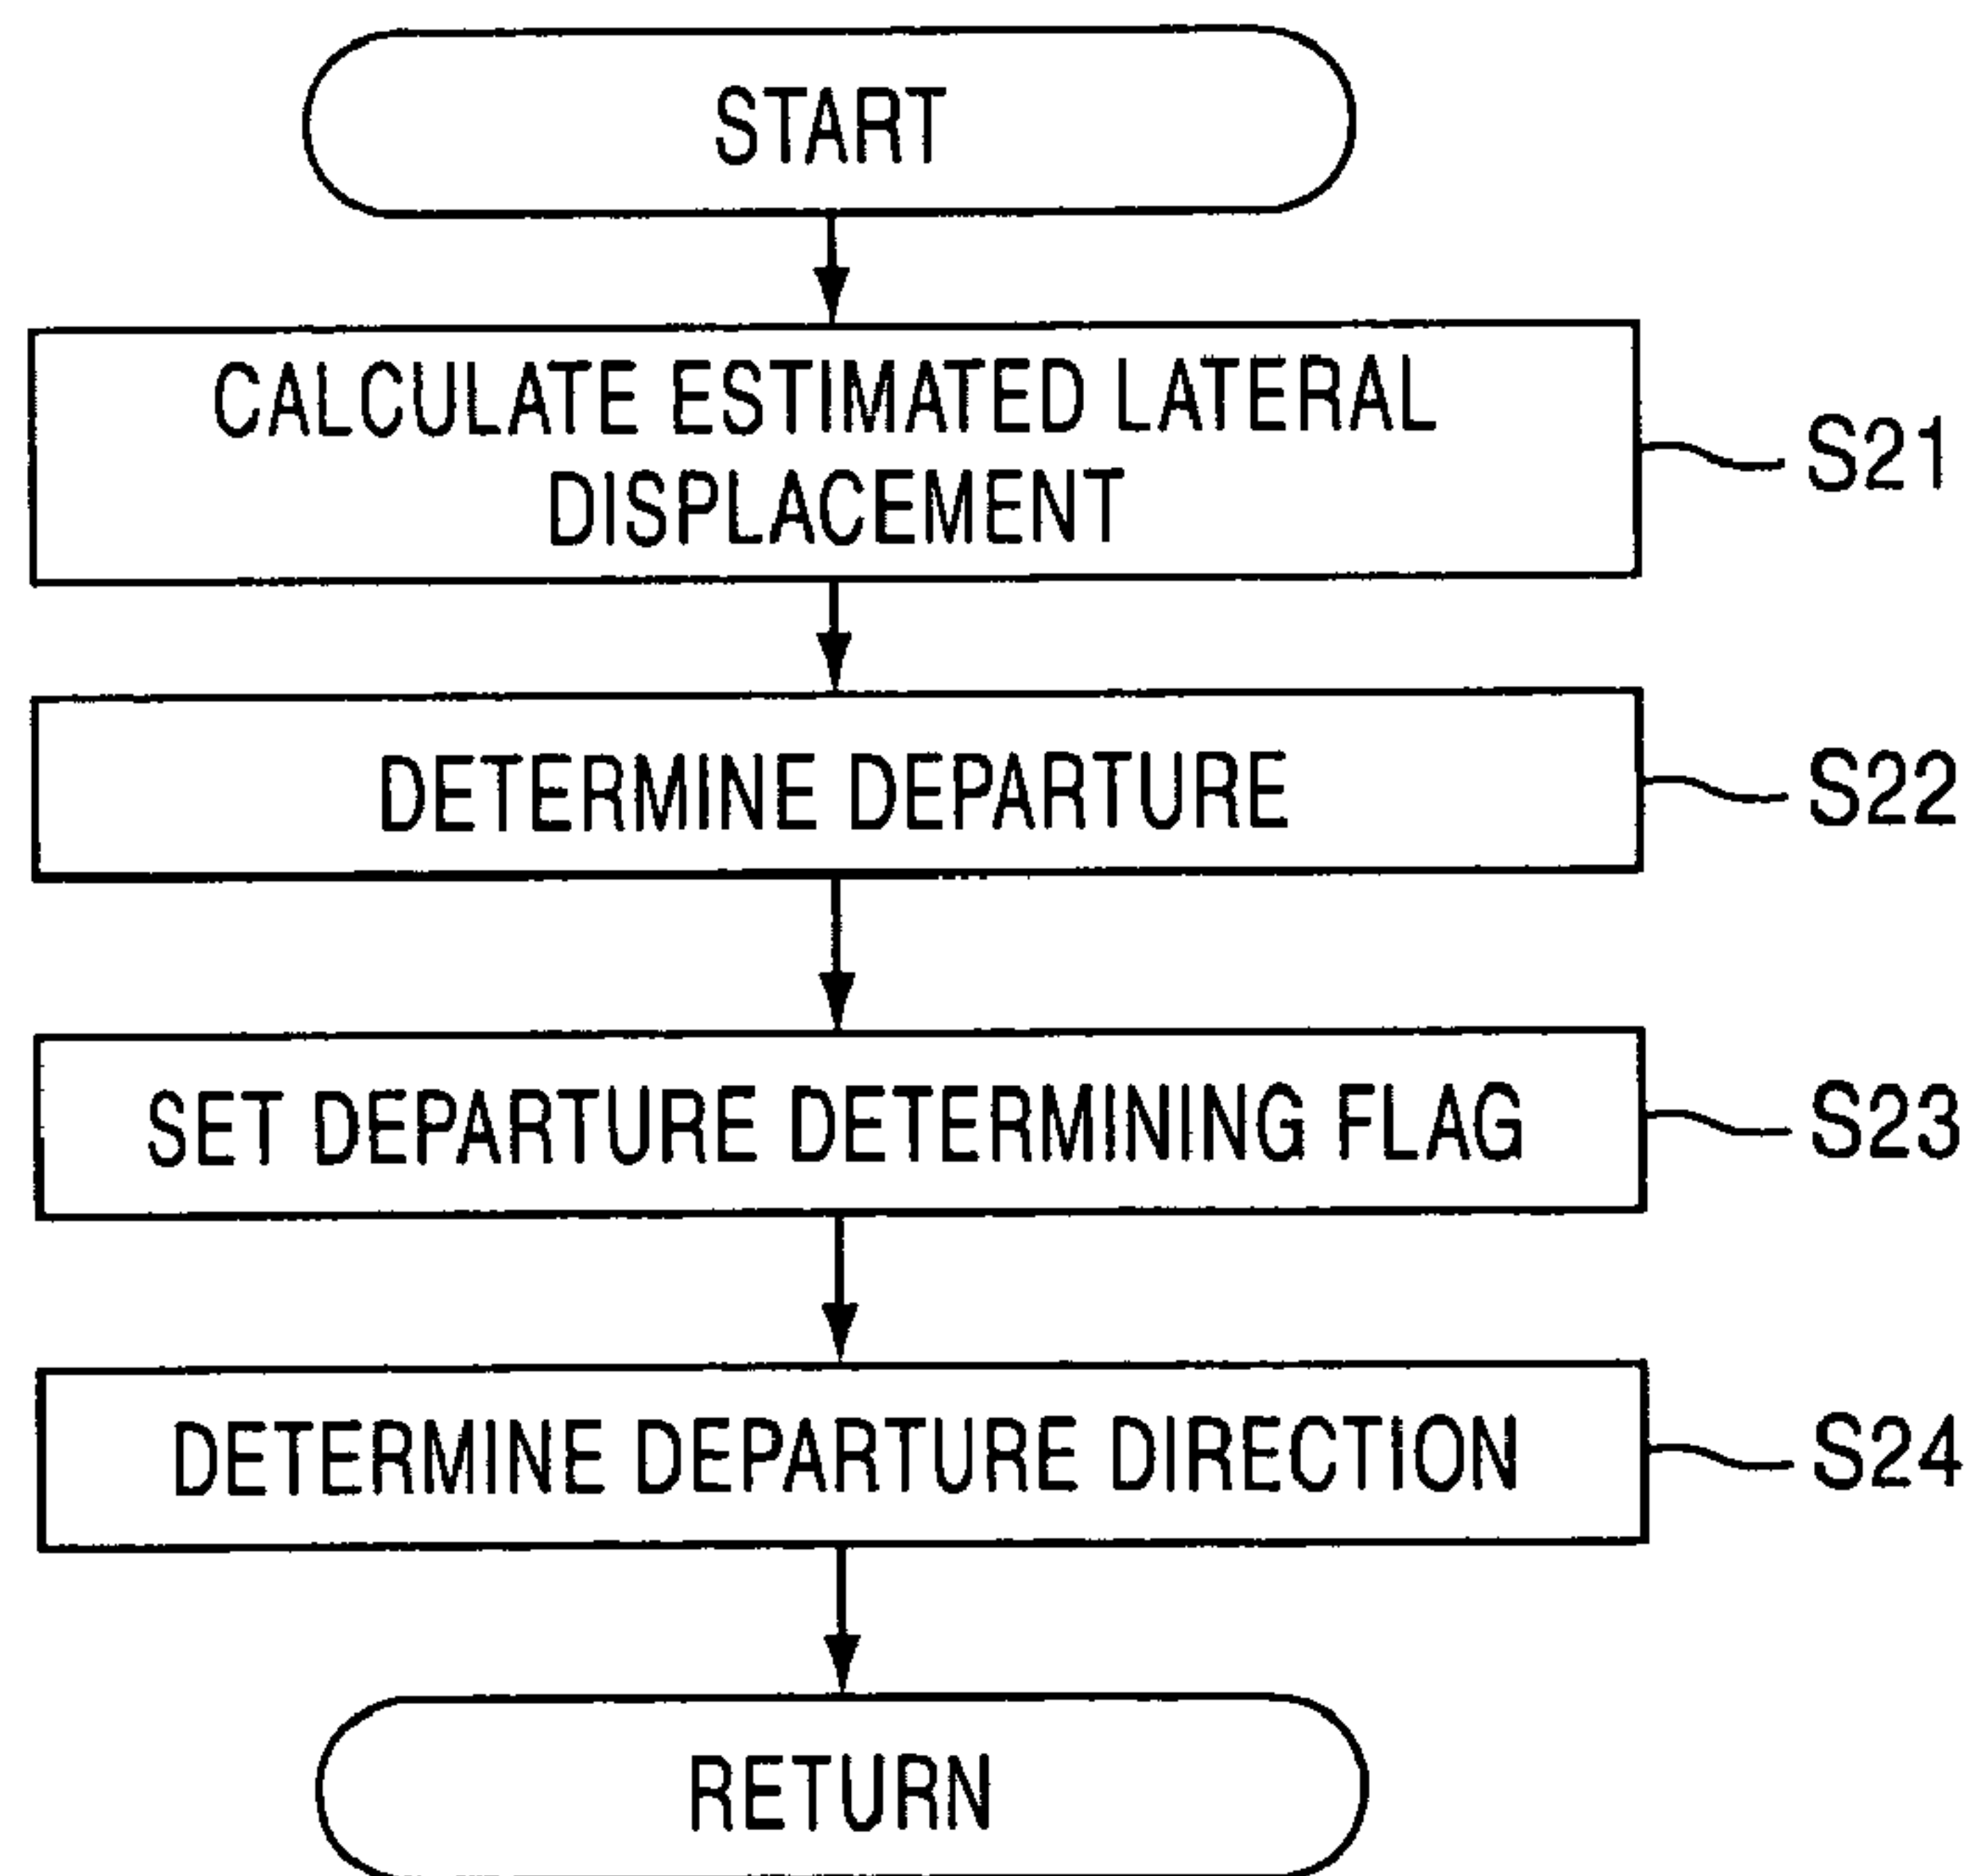 START
CALCULATE ESTIMATED LATERAL
DISPLACEMENT
S21
DETERMINE DEPARTURE
S22
SET DEPARTURE DETERMINING FLAG
S23
DETERMINE DEPARTURE DIRECTION
S24
RETURN